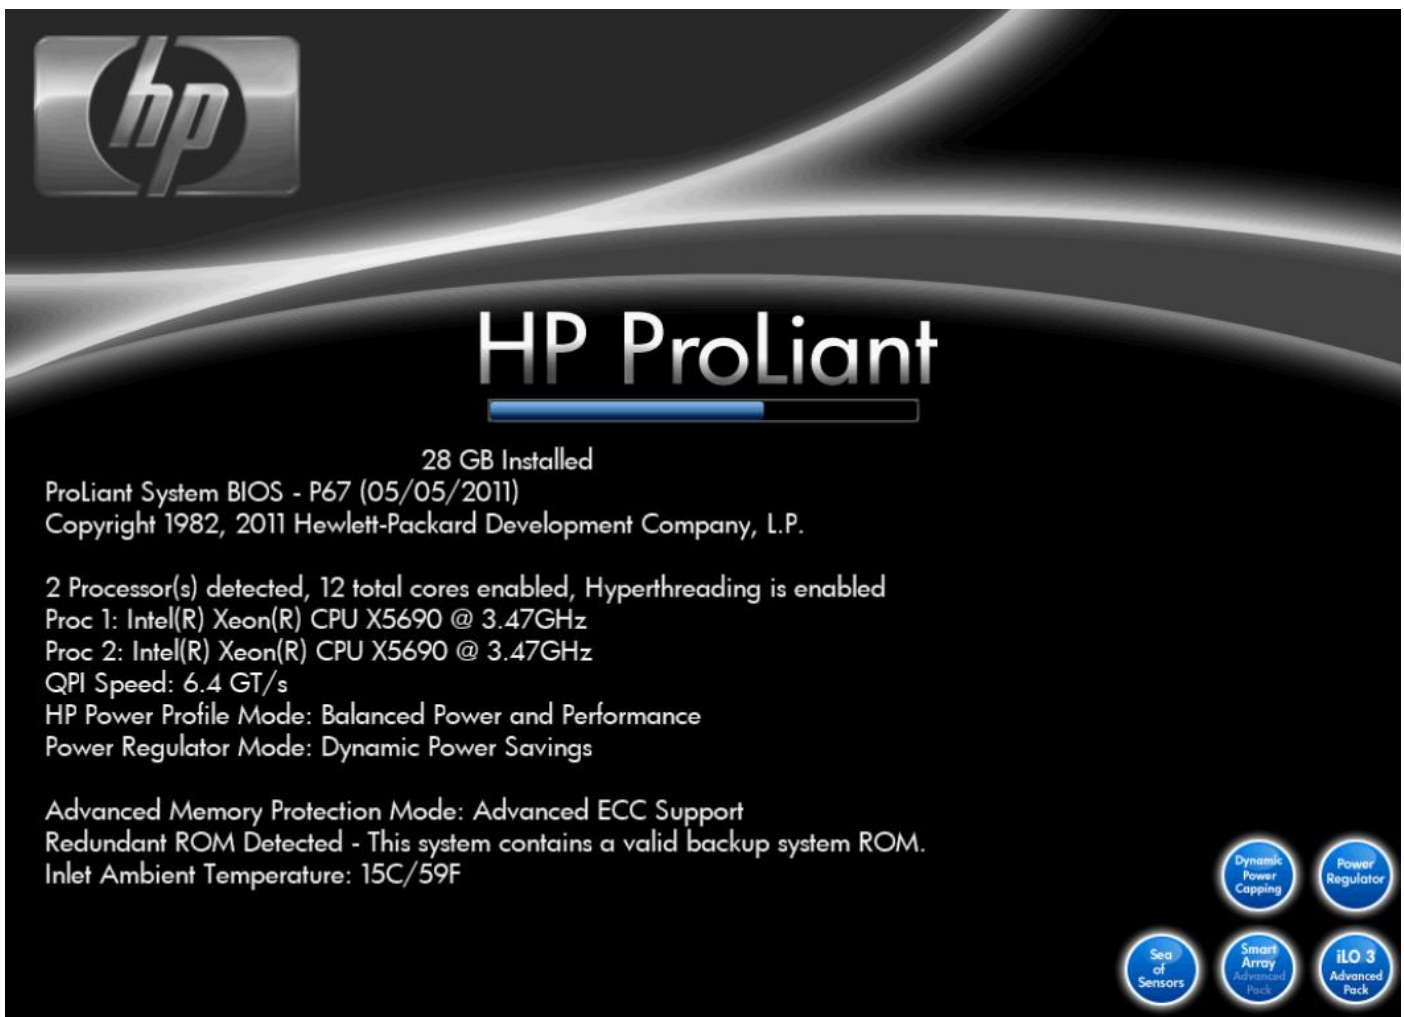 hp
HP ProLiant
28 GB Installed
ProLiant System BIOS - P67 (05/05/2011)
Copyright 1982, 2011 Hewlett-Packard Development Company, L.P.
2 Processor(s) detected, 12 total cores enabled, Hyperthreading is enabled
Proc 1: Intel(R) Xeon(R) CPU X5690 @ 3.47GHz
Proc 2: Intel(R) Xeon(R) CPU X5690 @ 3.47GHz
QPI Speed: 6.4 GT/s
HP Power Profile Mode: Balanced Power and Performance
Power Regulator Mode: Dynamic Power Savings
Advanced Memory Protection Mode: Advanced ECC Support
Redundant ROM Detected - This system contains a valid backup system ROM.
Inlet Ambient Temperature: 15C/59F
Dynamic
Power
Capping
Power
Regulator
Sea
of
Sensors
Smart
Array
Advanced
Pack
iLO 3
Advanced
Pack